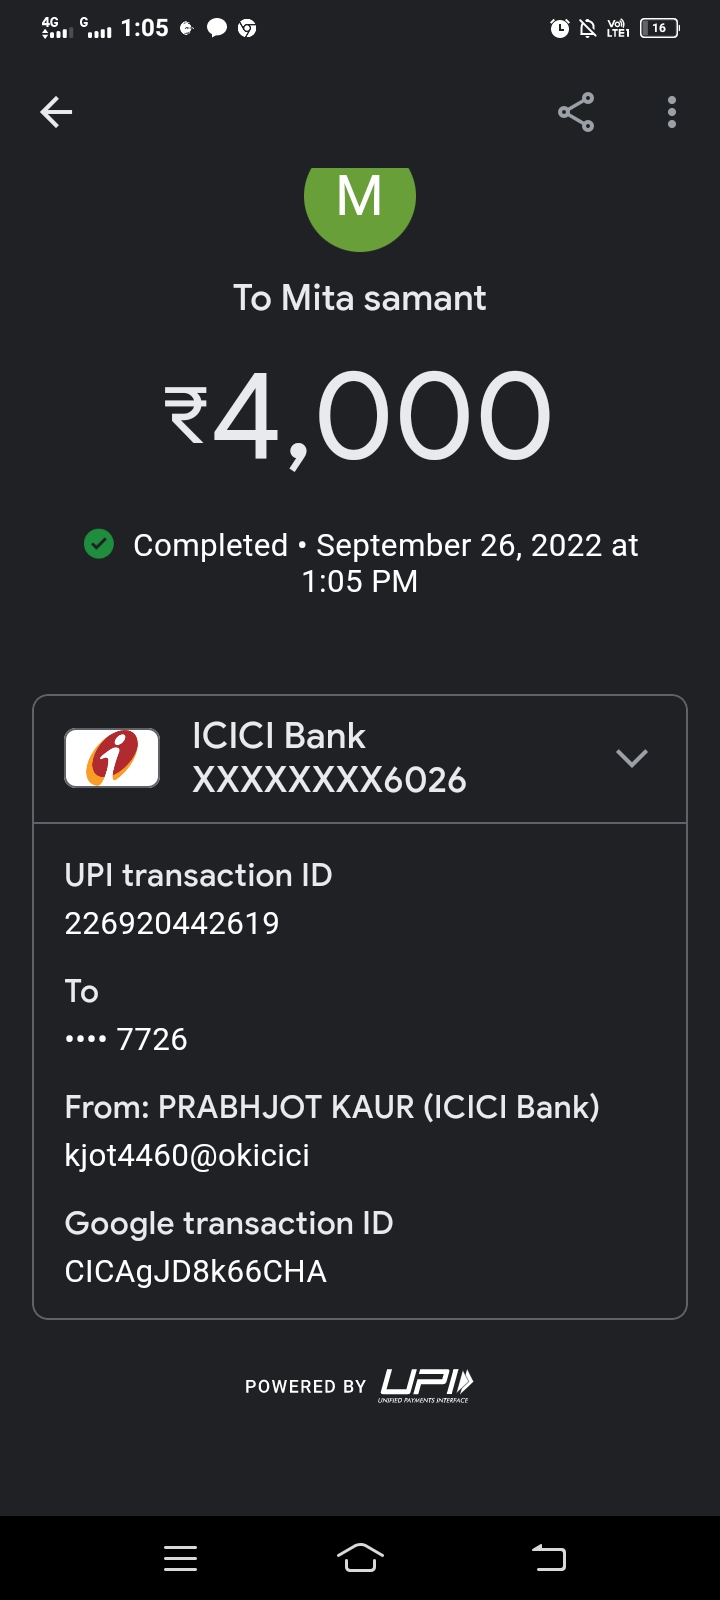 4G G 1:05 Vo) LTE1 16
M
To Mita samant
₹4,000
Completed • September 26, 2022 at
1:05 PM
ICICI Bank
XXXXXXXX6026
UPI transaction ID
226920442619
To
•••• 7726
From: PRABHJOT KAUR (ICICI Bank)
kjot4460@okicici
Google transaction ID
CICAgJD8k66CHA
POWERED BY UPI
UNIFIED PAYMENTS INTERFACE